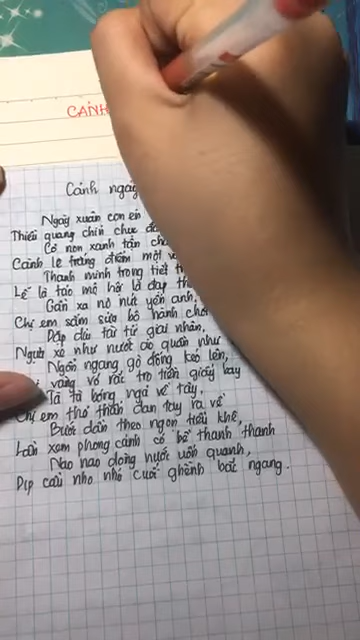 CẢNH
Cảnh ngày
Ngày xuân con én
Thiều quang chín chục đã
Cỏ non xanh tận
Cành lê trắng điểm một
Thanh minh trong tiết
Lễ là tảo mộ hội là đạp
Gần xa nô nức yến anh,
Chị em sắm sửa bộ hành chơi
Dập dìu tài tử giai nhân,
Ngựa xe như nước áo quần như
Ngổn ngang gò đống kéo lên,
vàng vó rắc tro tiền giấy bay
Tà tà bóng ngả về tây,
Chị em thơ thẩn dan tay ra về
Bước dần theo ngọn tiểu khê,
Lần xem phong cảnh có bề thanh thanh
Nao nao dòng nước uốn quanh,
Dịp cầu nho nhỏ cuối ghềnh bắc ngang.